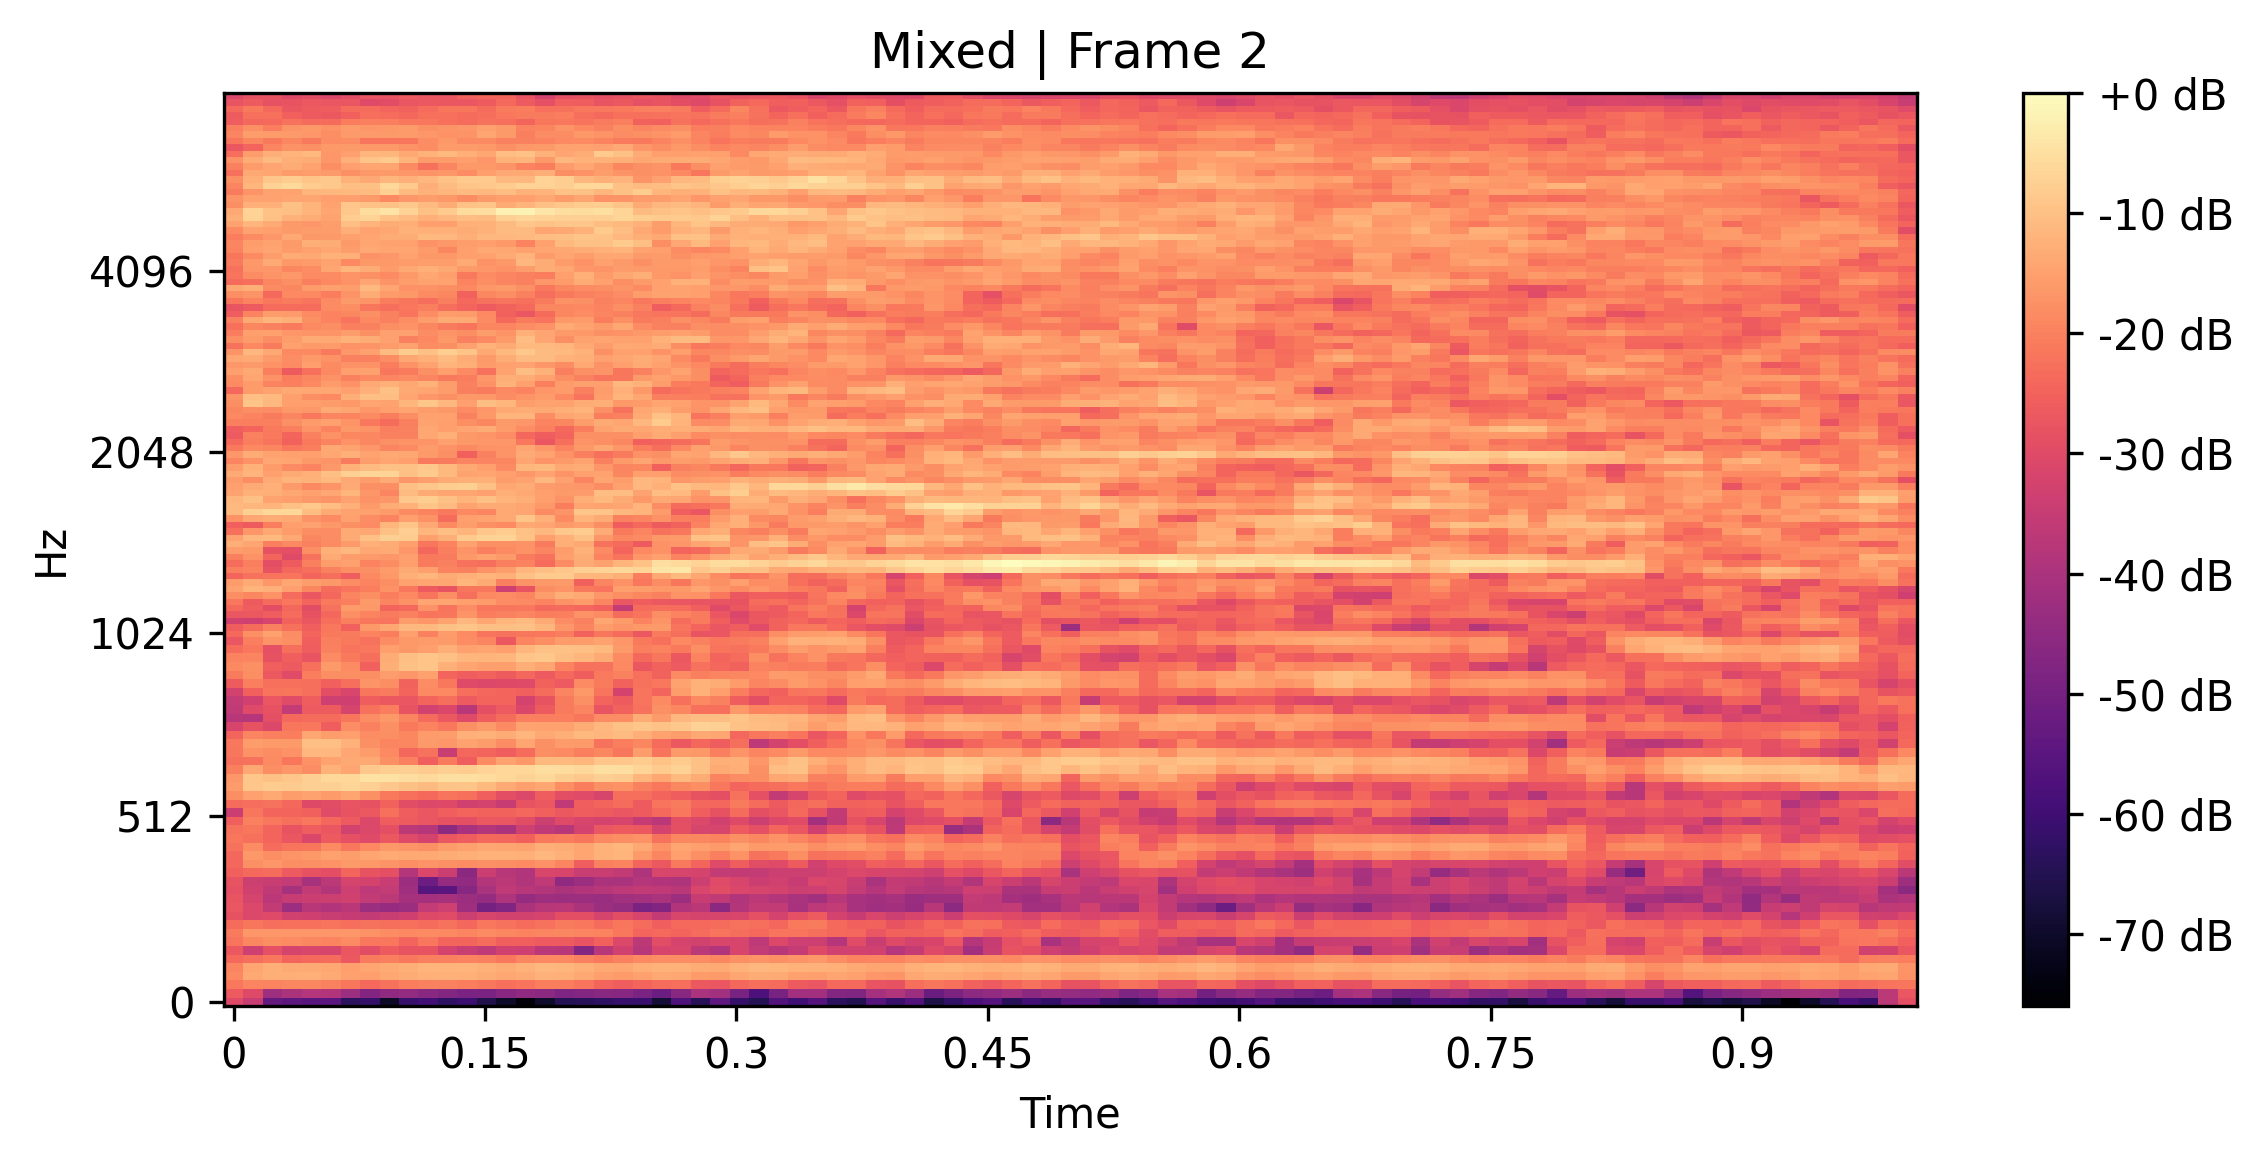 Mixed | Frame 2
+0 dB
-10 dB
-20 dB
-30 dB
-40 dB
-50 dB
-60 dB
-70 dB
4096
2048
1024
512
0
Hz
0 0.15 0.3 0.45 0.6 0.75 0.9
Time